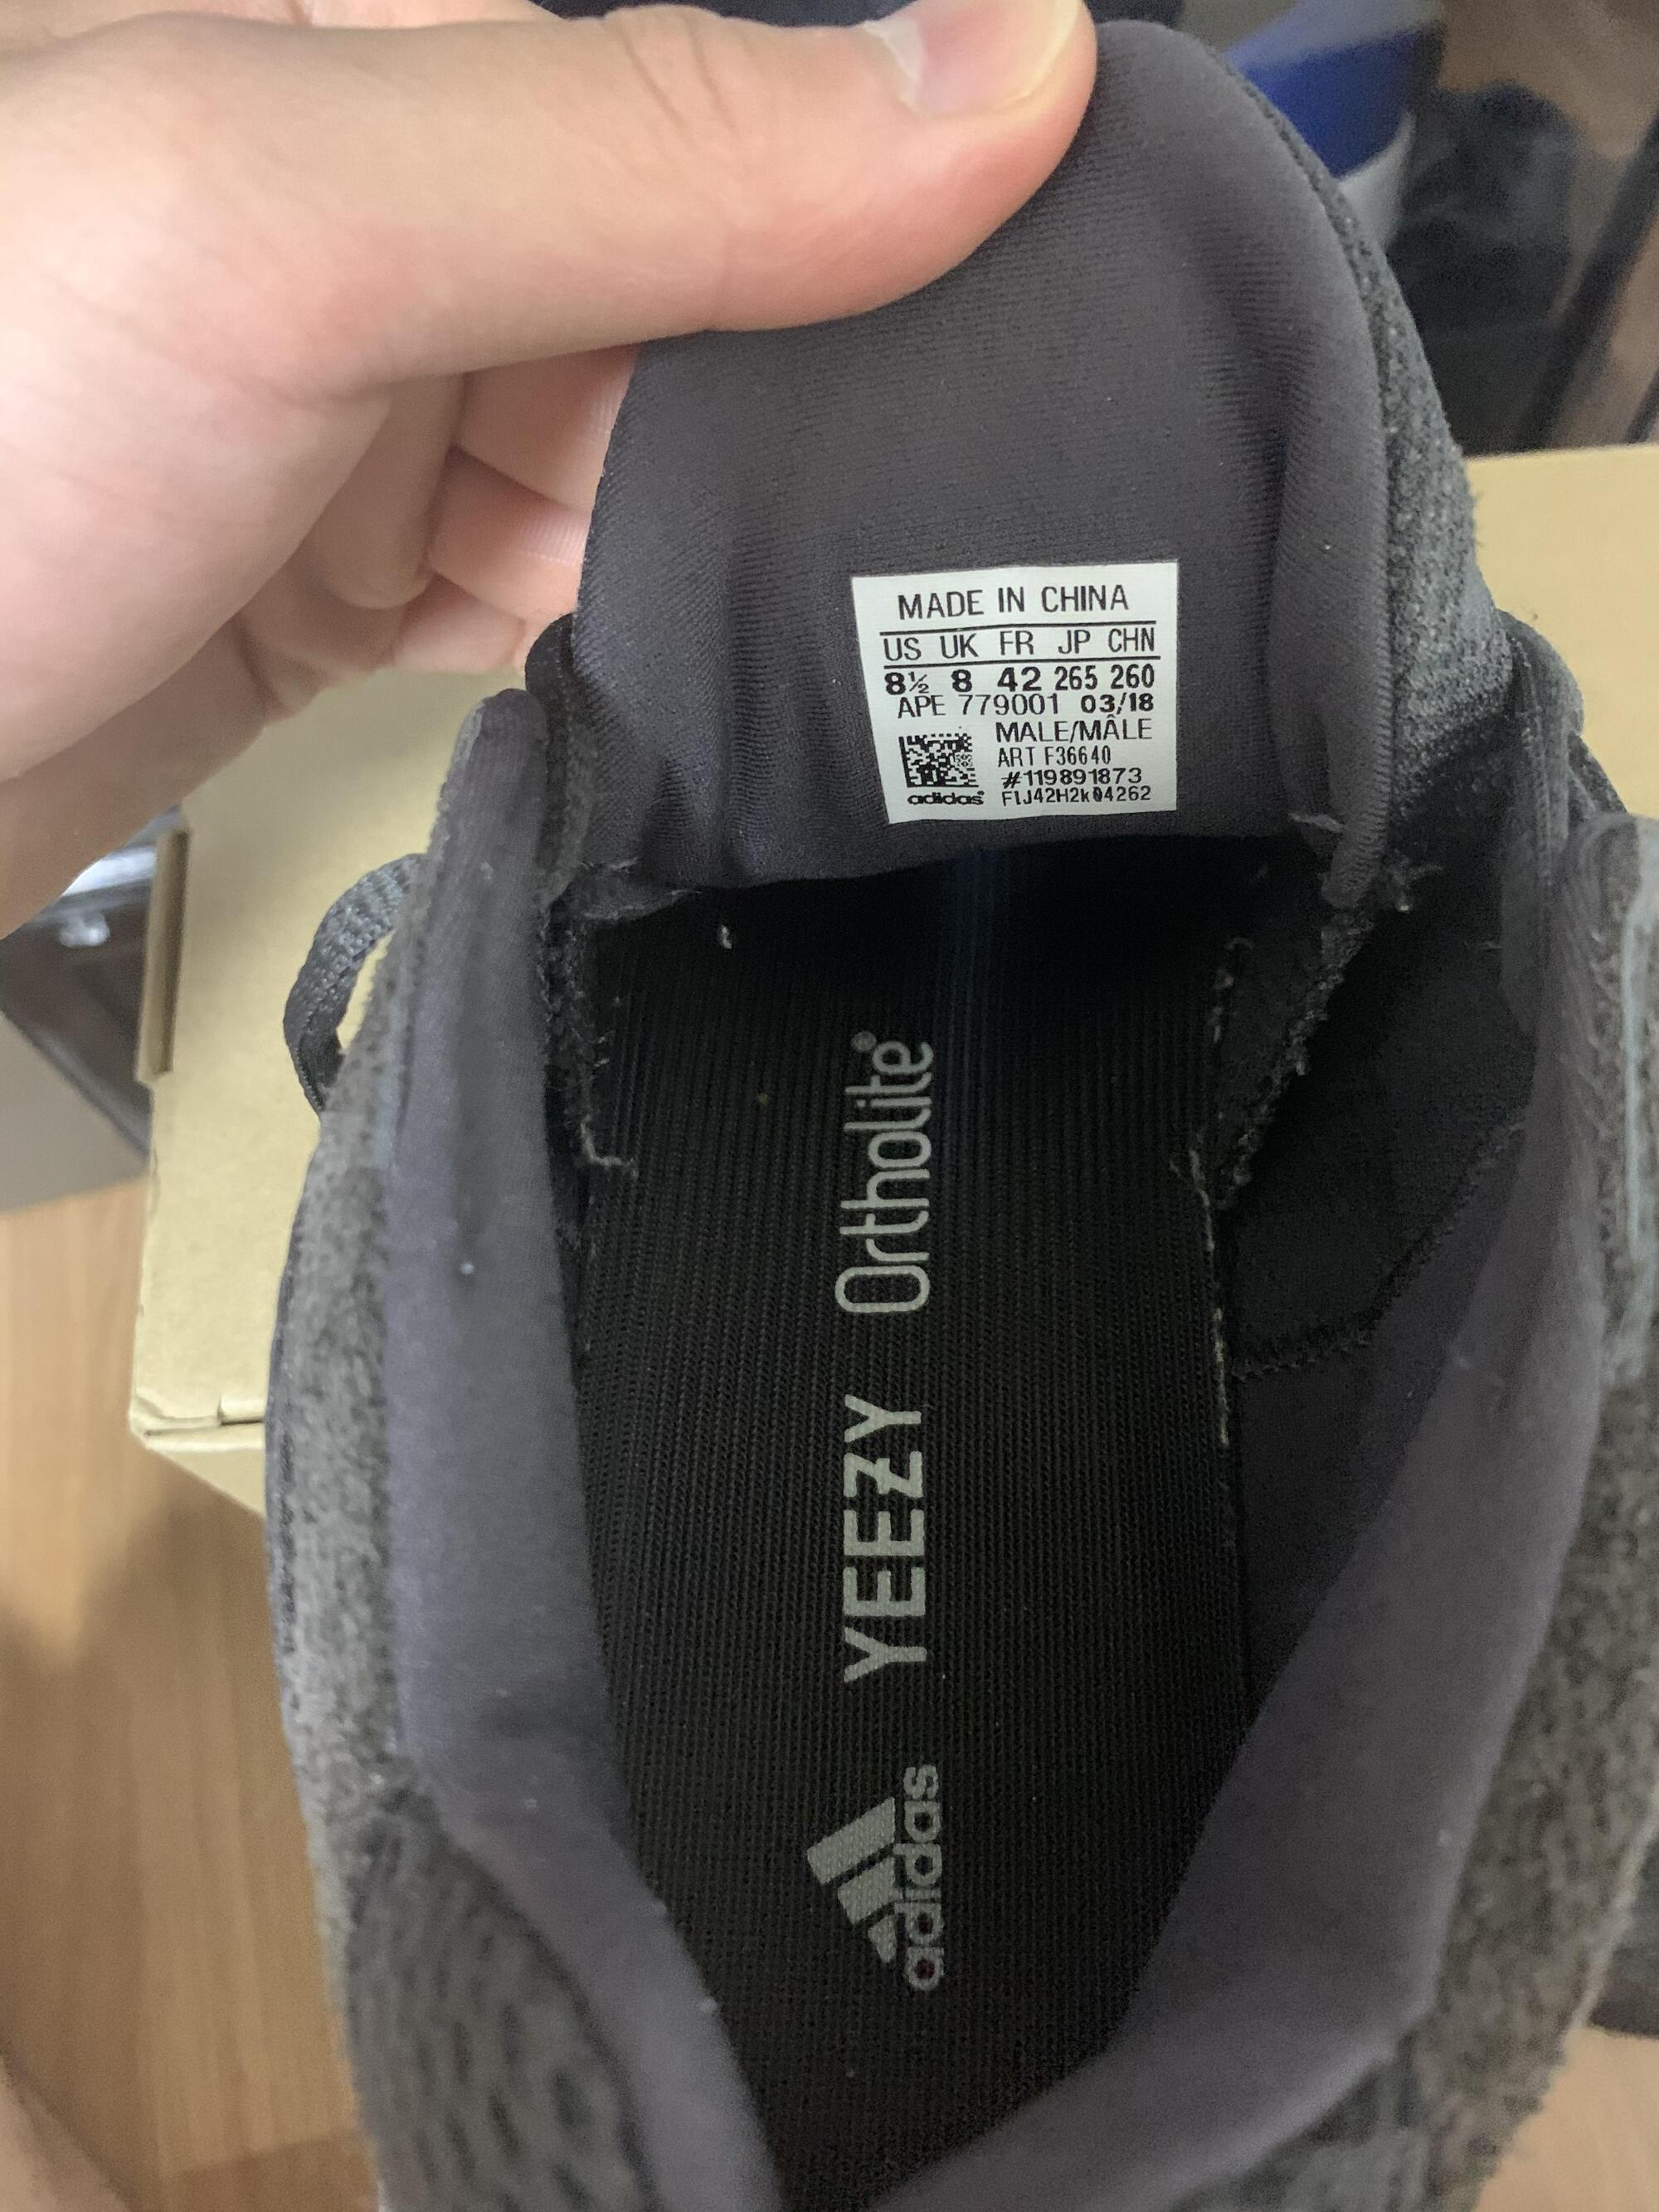 MADE IN CHINA
US UK FR JP CHN
8½ 8 42 265 260
APE 779001 03/18
MALE/MÂLE
ART F36640
#119891873
adidas® F1J42H2k04262
adidas YEEZY Ortholite®